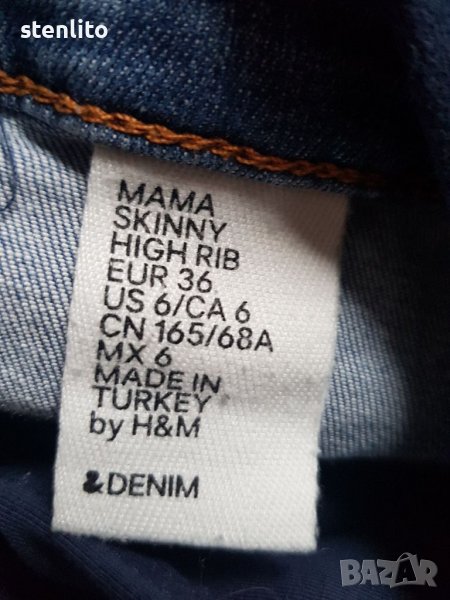 stenlito
MAMA
SKINNY
HIGH RIB
EUR 36
US 6/CA 6
CN 165/68A
MX 6
MADE IN
TURKEY
by H&M
&DENIM
BAZAR